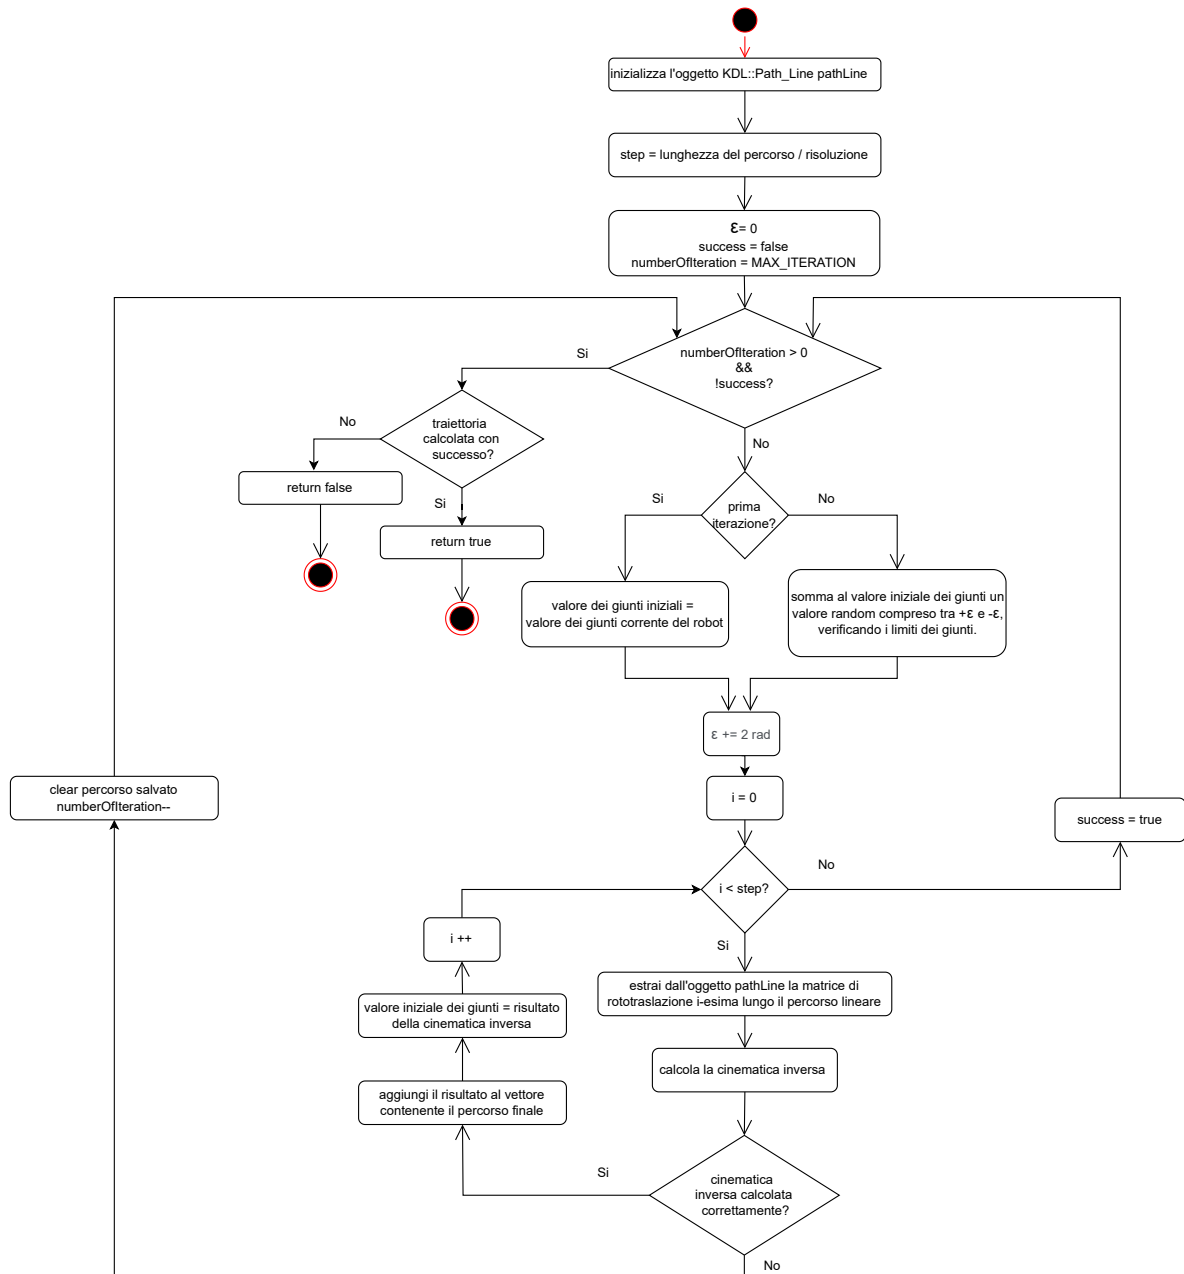 inizializza l'oggetto KDL::Path_Line pathLine
step = lunghezza del percorso / risoluzione
ε= 0
success = false
numberOfIteration = MAX_ITERATION
numberOfIteration > 0
&&
!success?
Si
No
traiettoria
calcolata con
successo?
No
Si
return false
return true
prima
iterazione?
Si
No
valore dei giunti iniziali =
valore dei giunti corrente del robot
somma al valore iniziale dei giunti un
valore random compreso tra +ε e -ε,
verificando i limiti dei giunti.
ε += 2 rad
i = 0
clear percorso salvato
numberOfIteration--
success = true
i < step?
No
Si
i ++
estrai dall'oggetto pathLine la matrice di
rototraslazione i-esima lungo il percorso lineare
valore iniziale dei giunti = risultato
della cinematica inversa
calcola la cinematica inversa
aggiungi il risultato al vettore
contenente il percorso finale
Si
cinematica
inversa calcolata
correttamente?
No